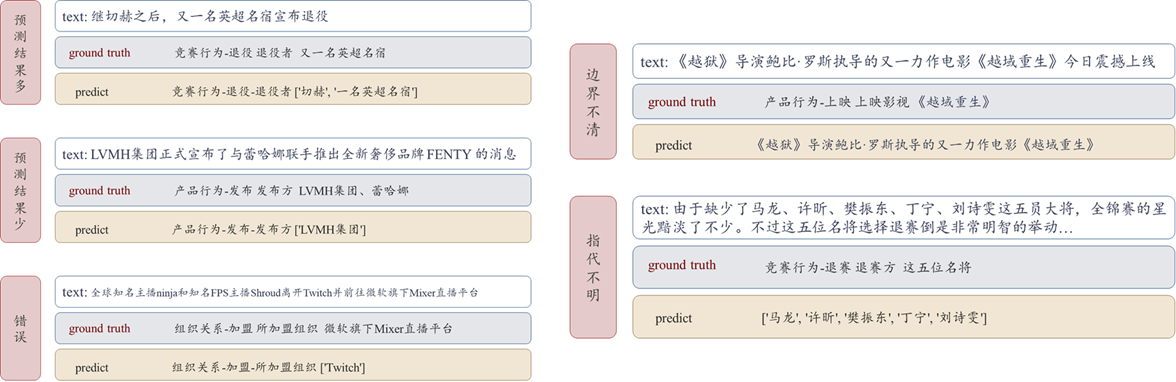 预测结果多
text: 继切赫之后，又一名英超名宿宣布退役
ground truth 竞赛行为-退役 退役者 又一名英超名宿
predict 竞赛行为-退役-退役者 ['切赫', '一名英超名宿']
预测结果少
text: LVMH集团正式宣布了与蕾哈娜联手推出全新奢侈品牌 FENTY 的消息
ground truth 产品行为-发布 发布方 LVMH集团、蕾哈娜
predict 产品行为-发布-发布方['LVMH集团']
错误
text: 全球知名主播ninja和知名FPS主播Shroud离开Twitch并前往微软旗下Mixer直播平台
ground truth 组织关系-加盟 所加盟组织 微软旗下Mixer直播平台
predict 组织关系-加盟-所加盟组织 ['Twitch']
边界不清
text: 《越狱》导演鲍比·罗斯执导的又一力作电影《越域重生》今日震撼上线
ground truth 产品行为-上映 上映影视 《越域重生》
predict 《越狱》导演鲍比·罗斯执导的又一力作电影《越域重生》
指代不明
text: 由于缺少了马龙、许昕、樊振东、丁宁、刘诗雯这五员大将，全锦赛的星
光黯淡了不少。不过这五位名将选择退赛倒是非常明智的举动...
ground truth 竞赛行为-退赛 退赛方 这五位名将
predict ['马龙', '许昕', '樊振东', '丁宁', '刘诗雯']